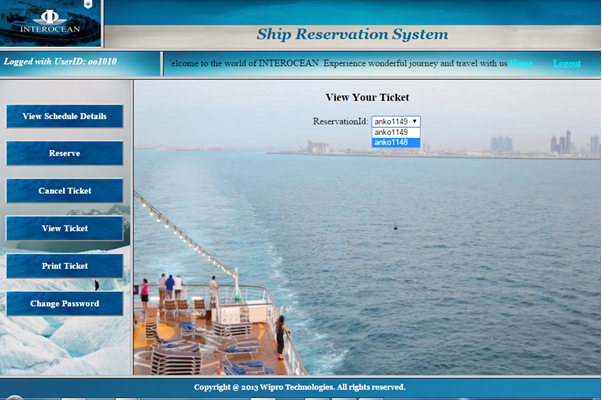 INTEROCEAN
Ship Reservation System
Logged with UserID: oo1010
elcome to the world of INTEROCEAN. Experience wonderful journey and travel with us
Home
Logout
View Your Ticket
ReservationId: anko1149
anko1149
anko1148
View Schedule Details
Reserve
Cancel Ticket
View Ticket
Print Ticket
Change Password
Copyright @ 2013 Wipro Technologies. All rights reserved.